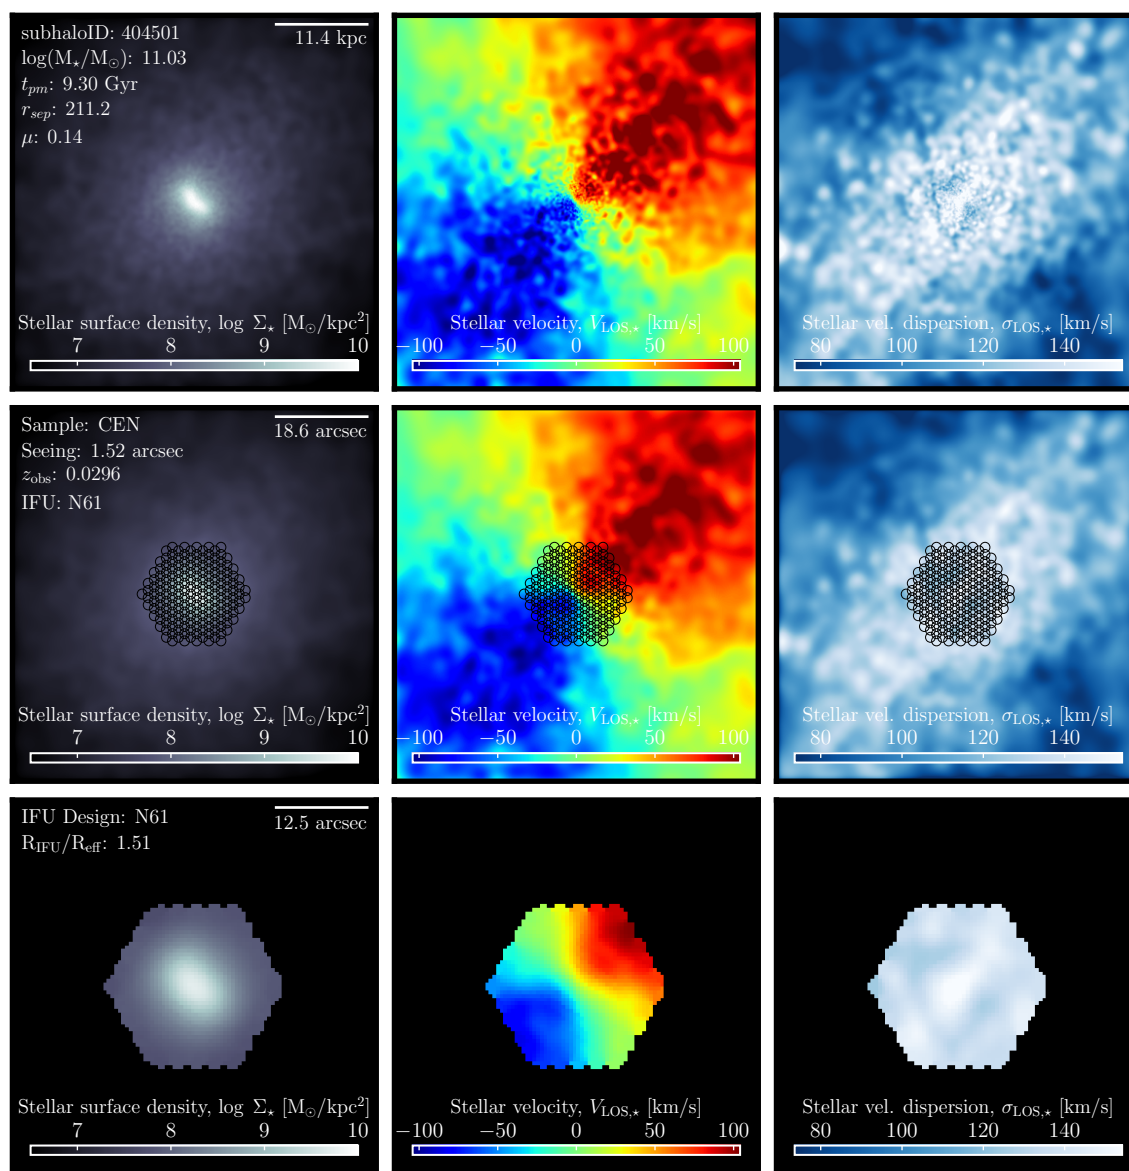 subhaloID: 404501
11.4 kpc
log(M⋆/M⊙): 11.03
t_pm: 9.30 Gyr
r_sep: 211.2
μ: 0.14
Stellar surface density, log Σ⋆ [M⊙/kpc²]
7 8 9 10
Stellar velocity, V_LOS,⋆ [km/s]
−100 −50 0 50 100
Stellar vel. dispersion, σ_LOS,⋆ [km/s]
80 100 120 140
Sample: CEN
18.6 arcsec
Seeing: 1.52 arcsec
z_obs: 0.0296
IFU: N61
Stellar surface density, log Σ⋆ [M⊙/kpc²]
7 8 9 10
Stellar velocity, V_LOS,⋆ [km/s]
−100 −50 0 50 100
Stellar vel. dispersion, σ_LOS,⋆ [km/s]
80 100 120 140
IFU Design: N61
12.5 arcsec
R_IFU/R_eff: 1.51
Stellar surface density, log Σ⋆ [M⊙/kpc²]
7 8 9 10
Stellar velocity, V_LOS,⋆ [km/s]
−100 −50 0 50 100
Stellar vel. dispersion, σ_LOS,⋆ [km/s]
80 100 120 140